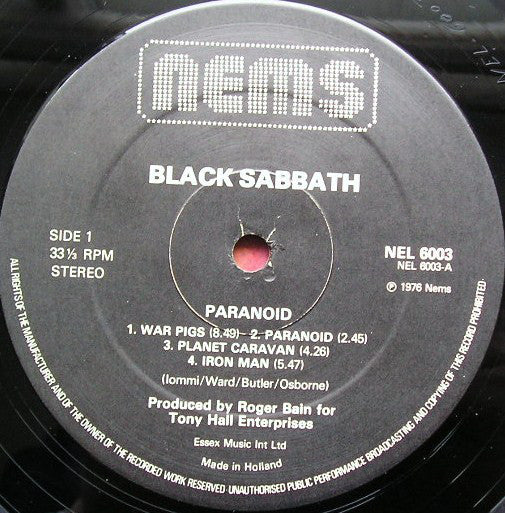 NEMS
BLACK SABBATH
SIDE 1
33⅓ RPM
STEREO
NEL 6003
NEL 6003-A
℗ 1976 Nems
PARANOID
1. WAR PIGS (8.49)– 2. PARANOID (2.45)
3. PLANET CARAVAN (4.26)
4. IRON MAN (5.47)
(Iommi/Ward/Butler/Osborne)
Produced by Roger Bain for
Tony Hall Enterprises
Essex Music Int Ltd
Made in Holland
ALL RIGHTS OF THE MANUFACTURER AND OF THE OWNER OF THE RECORDED WORK RESERVED·UNAUTHORISED PUBLIC PERFORMANCE BROADCASTING AND COPYING OF THIS RECORD PROHIBITED·